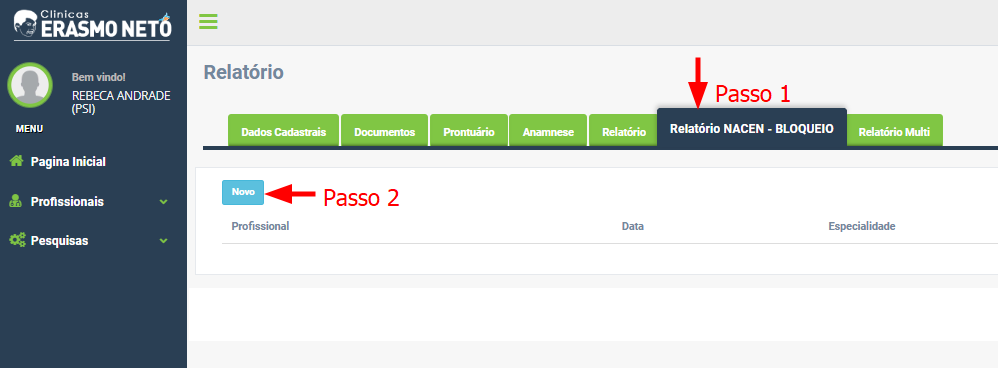 Clínicas
ERASMO NETO
Bem vindo!
REBECA ANDRADE
(PSI)
MENU
Pagina Inicial
Profissionais
Pesquisas
Relatório
Passo 1
Dados Cadastrais
Documentos
Prontuário
Anamnese
Relatório
Relatório NACEN - BLOQUEIO
Relatório Multi
Novo
Passo 2
Profissional
Data
Especialidade